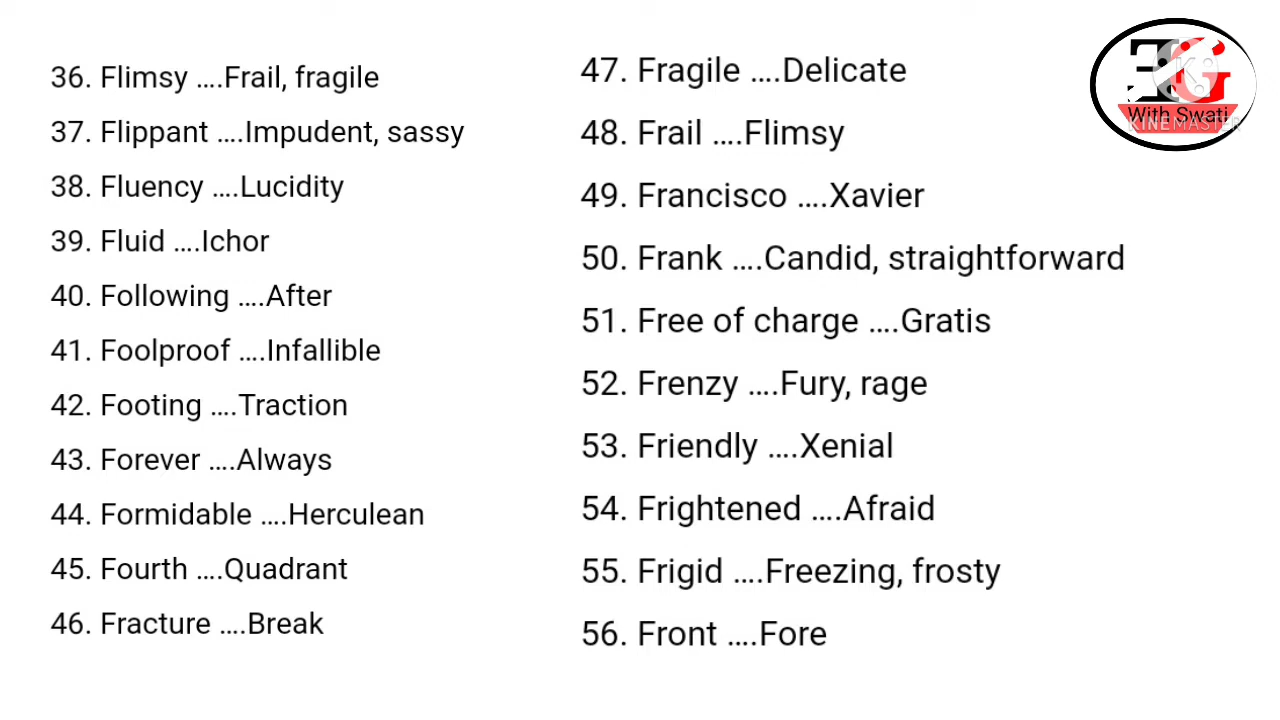 36. Flimsy ....Frail, fragile
37. Flippant ....Impudent, sassy
38. Fluency ....Lucidity
39. Fluid ....Ichor
40. Following ....After
41. Foolproof ....Infallible
42. Footing ....Traction
43. Forever ....Always
44. Formidable ....Herculean
45. Fourth ....Quadrant
46. Fracture ....Break
47. Fragile ....Delicate
48. Frail ....Flimsy
49. Francisco ....Xavier
50. Frank ....Candid, straightforward
51. Free of charge ....Gratis
52. Frenzy ....Fury, rage
53. Friendly ....Xenial
54. Frightened ....Afraid
55. Frigid ....Freezing, frosty
56. Front ....Fore
With Swati
KINEMASTER